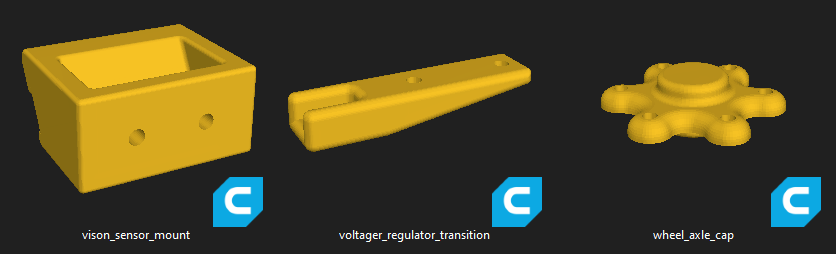 vison_sensor_mount
voltager_regulator_transition
wheel_axle_cap